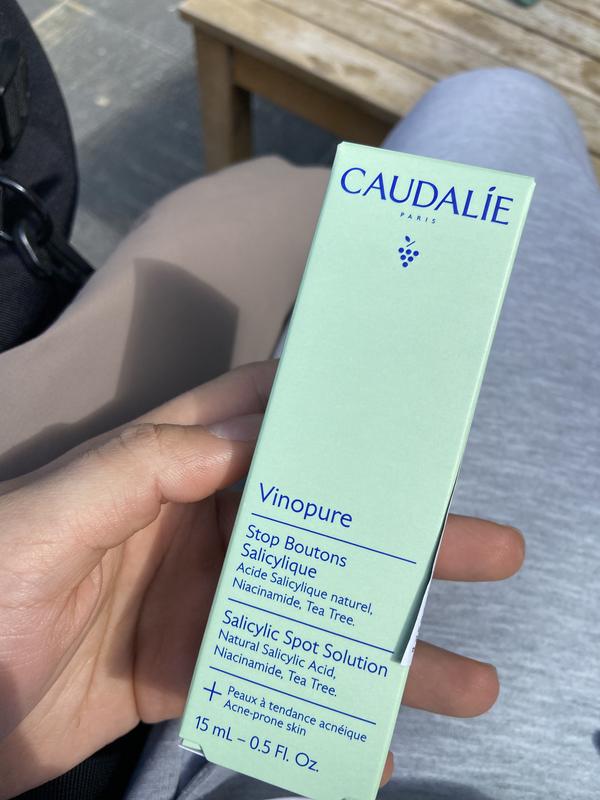 CAUDALÍE
PARIS
Vinopure
Stop Boutons
Salicylique
Acide Salicylique naturel,
Niacinamide, Tea Tree.
Salicylic Spot Solution
Natural Salicylic Acid,
Niacinamide, Tea Tree.
+ Peaux à tendance acnéique
Acne-prone skin
15 mL – 0.5 Fl. Oz.